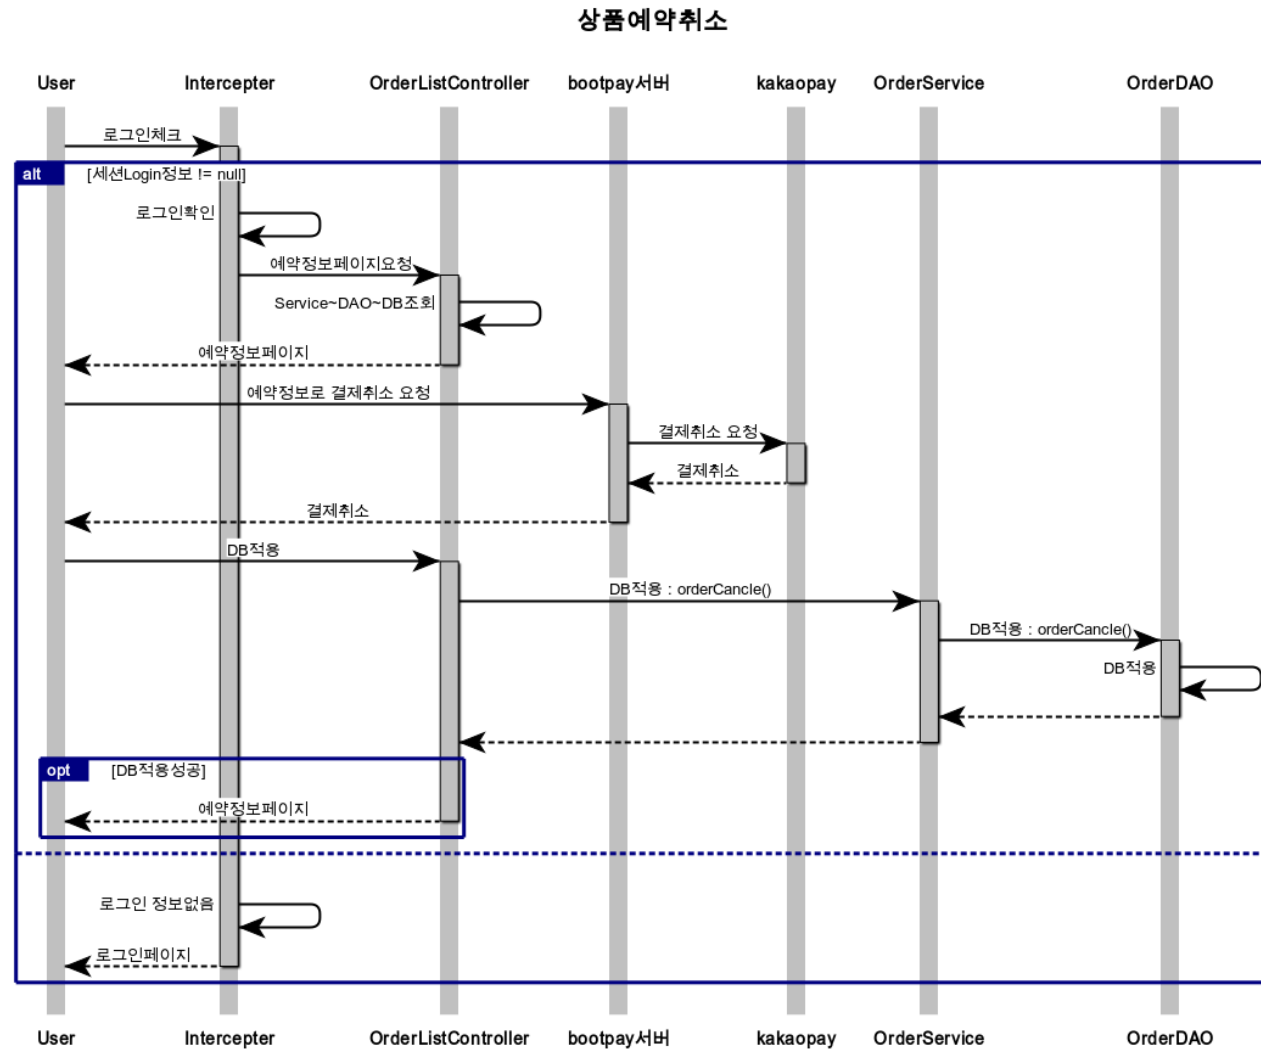 상품예약취소
User Intercepter OrderListController bootpay서버 kakaopay OrderService OrderDAO
로그인체크
alt [세션Login정보 != null]
로그인확인
예약정보페이지요청
Service~DAO~DB조회
예약정보페이지
예약정보로 결제취소 요청
결제취소 요청
결제취소
결제취소
DB적용
DB적용 : orderCancle()
DB적용 : orderCancle()
DB적용
opt [DB적용성공]
예약정보페이지
로그인 정보없음
로그인페이지
User Intercepter OrderListController bootpay서버 kakaopay OrderService OrderDAO